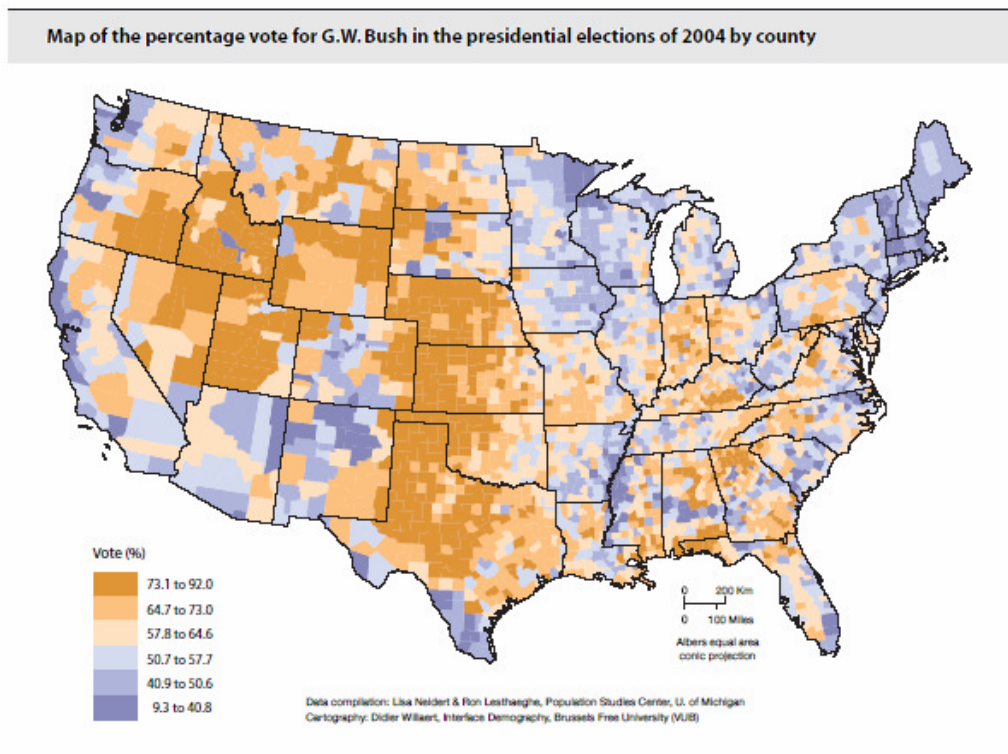 Map of the percentage vote for G.W. Bush in the presidential elections of 2004 by county
Vote (%)
73.1 to 92.0
64.7 to 73.0
57.8 to 64.6
50.7 to 57.7
40.9 to 50.6
9.3 to 40.8
0 200 Km
0 100 Miles
Albers equal area
conic projection
Data compilation: Lisa Neidert & Ron Lesthaeghe, Population Studies Center, U. of Michigan
Cartography: Didier Willaert, Interface Demography, Brussels Free University (VUB)